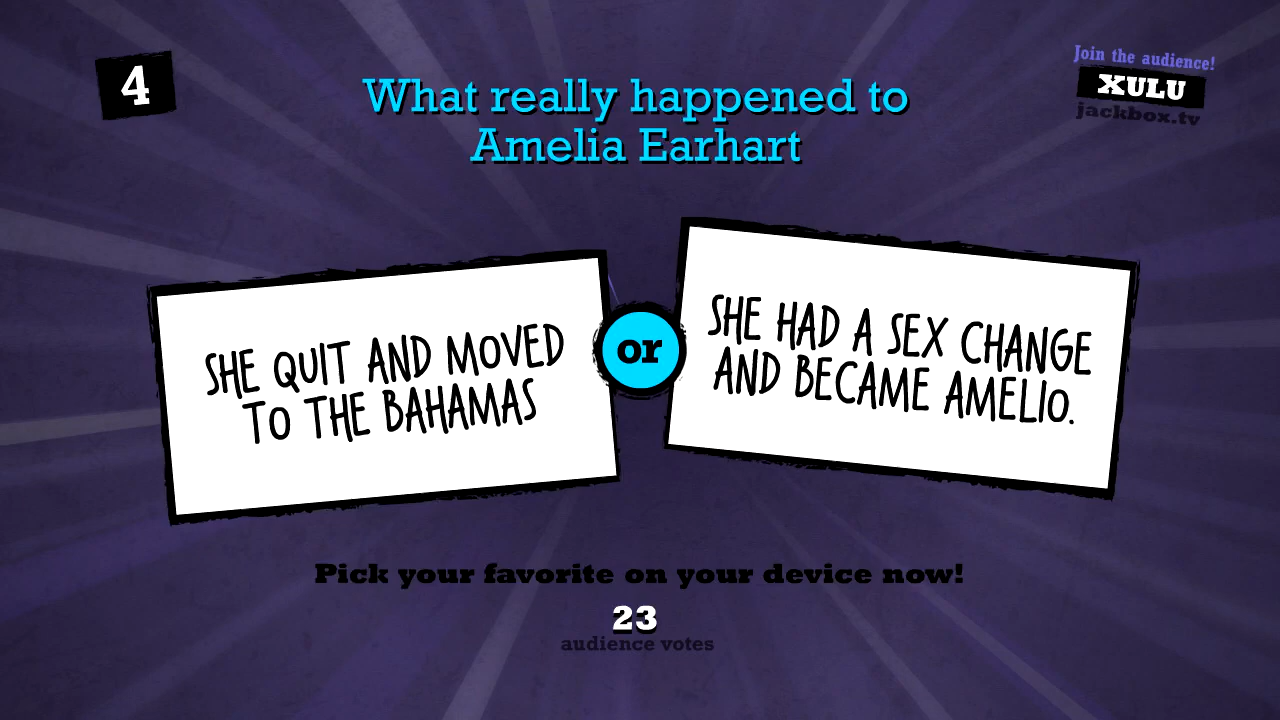 4
Join the audience!
XULU
jackbox.tv
What really happened to
Amelia Earhart
SHE QUIT AND MOVED
TO THE BAHAMAS
or
SHE HAD A SEX CHANGE
AND BECAME AMELIO.
Pick your favorite on your device now!
23
audience votes